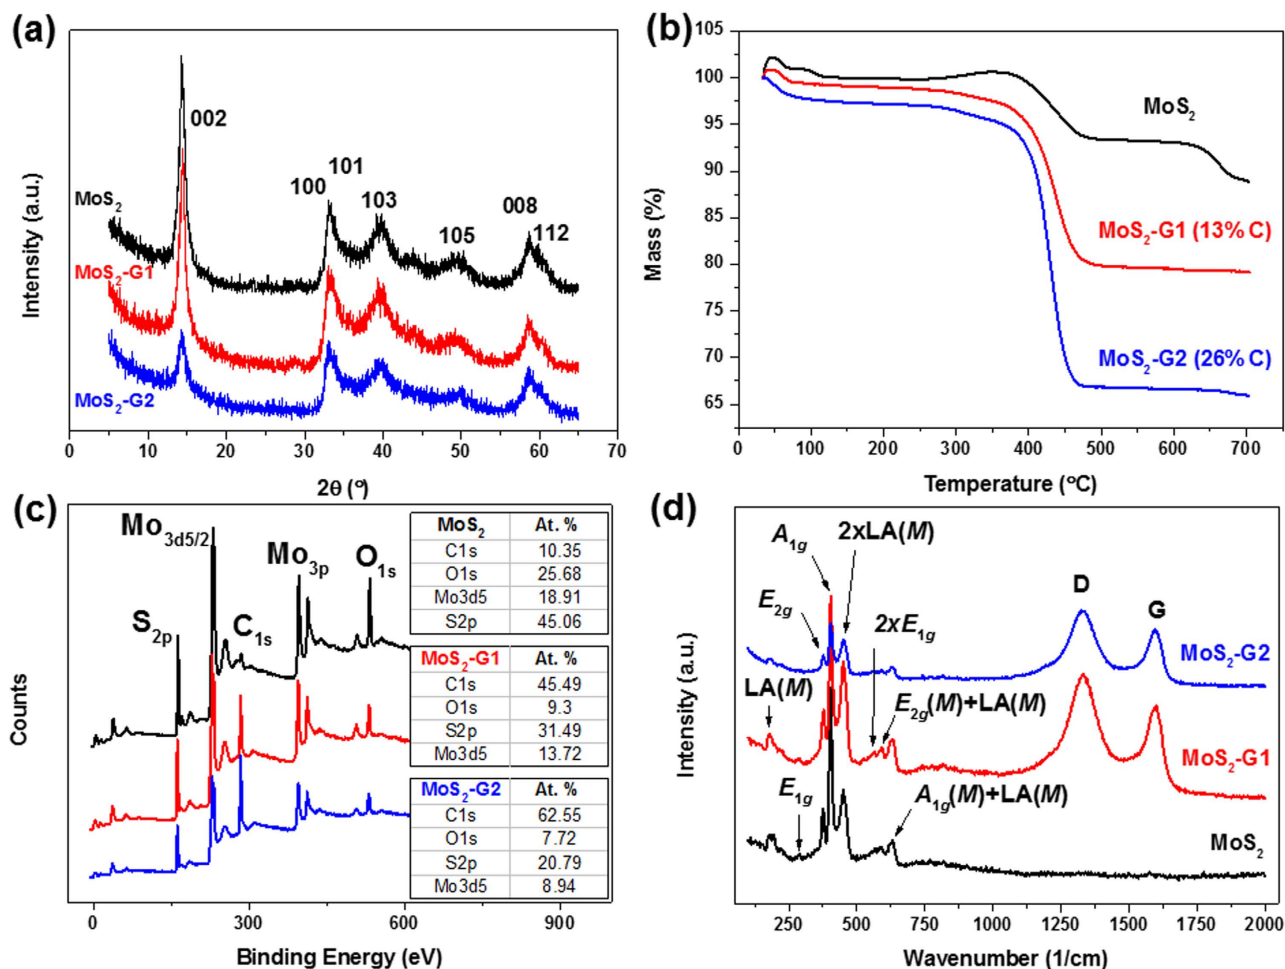 (a)
002
101
100
103
105
008
112
MoS2
MoS2-G1
MoS2-G2
Intensity (a.u.)
0 10 20 30 40 50 60 70
2θ (°)
(b)
105
100
95
90
85
80
75
70
65
MoS2
MoS2-G1 (13% C)
MoS2-G2 (26% C)
Mass (%)
100 200 300 400 500 600 700
Temperature (°C)
(c)
Mo3d5/2
Mo3p
O1s
S2p
C1s
MoS2 At. %
C1s 10.35
O1s 25.68
Mo3d5 18.91
S2p 45.06
MoS2-G1 At. %
C1s 45.49
O1s 9.3
S2p 31.49
Mo3d5 13.72
MoS2-G2 At. %
C1s 62.55
O1s 7.72
S2p 20.79
Mo3d5 8.94
Counts
0 300 600 900
Binding Energy (eV)
(d)
A1g
2xLA(M)
E2g
2xE1g
D
G
MoS2-G2
LA(M)
E2g(M)+LA(M)
MoS2-G1
E1g
A1g(M)+LA(M)
MoS2
Intensity (a.u.)
250 500 750 1000 1250 1500 1750 2000
Wavenumber (1/cm)